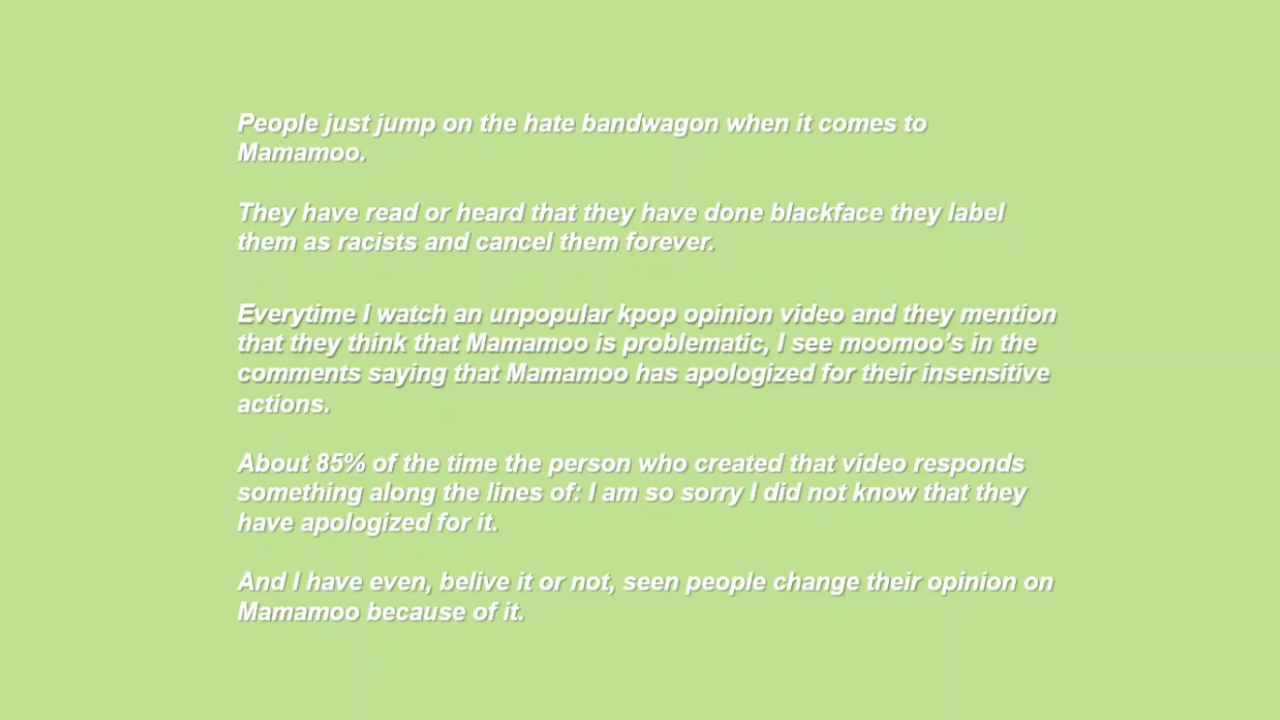 People just jump on the hate bandwagon when it comes to
Mamamoo.
They have read or heard that they have done blackface they label
them as racists and cancel them forever.
Everytime I watch an unpopular kpop opinion video and they mention
that they think that Mamamoo is problematic, I see moomoo's in the
comments saying that Mamamoo has apologized for their insensitive
actions.
About 85% of the time the person who created that video responds
something along the lines of: I am so sorry I did not know that they
have apologized for it.
And I have even, belive it or not, seen people change their opinion on
Mamamoo because of it.